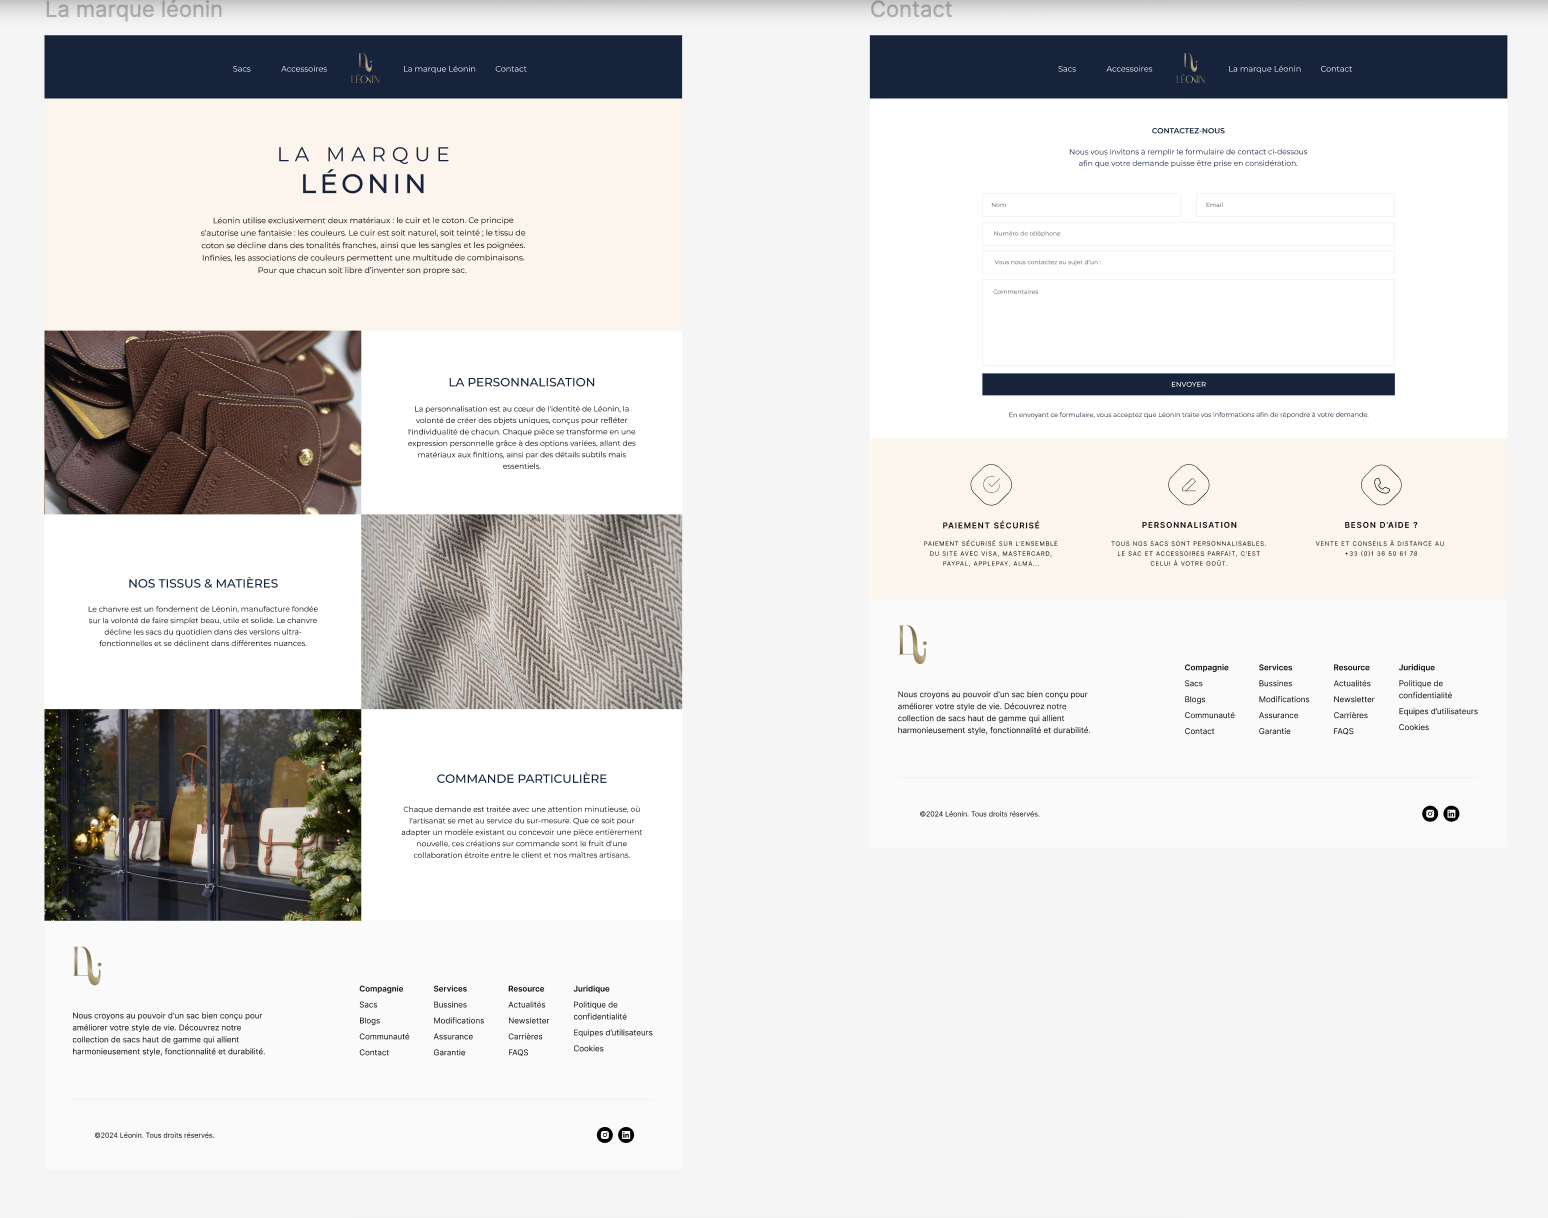 La marque léonin
Sacs
Accessoires
LÉONIN
La marque Léonin
Contact
LA MARQUE
LÉONIN
Léonin utilise exclusivement deux matériaux : le cuir et le coton. Ce principe
s'autorise une fantaisie : les couleurs. Le cuir est soit naturel, soit teinté ; le tissu de
coton se décline dans des tonalités franches, ainsi que les sangles et les poignées.
Infinies, les associations de couleurs permettent une multitude de combinaisons.
Pour que chacun soit libre d'inventer son propre sac.
LA PERSONNALISATION
La personnalisation est au cœur de l'identité de Léonin, la
volonté de créer des objets uniques, conçus pour refléter
l'individualité de chacun. Chaque pièce se transforme en une
expression personnelle grâce à des options variées, allant des
matériaux aux finitions, ainsi par des détails subtils mais
essentiels.
NOS TISSUS & MATIÈRES
Le chanvre est un fondement de Léonin, manufacture fondée
sur la volonté de faire simplet beau, utile et solide. Le chanvre
décline les sacs du quotidien dans des versions ultra-
fonctionnelles et se déclinent dans différentes nuances.
COMMANDE PARTICULIÈRE
Chaque demande est traitée avec une attention minutieuse, où
l'artisanat se met au service du sur-mesure. Que ce soit pour
adapter un modèle existant ou concevoir une pièce entièrement
nouvelle, ces créations sur commande sont le fruit d'une
collaboration étroite entre le client et nos maîtres artisans.
Nous croyons au pouvoir d'un sac bien conçu pour
améliorer votre style de vie. Découvrez notre
collection de sacs haut de gamme qui allient
harmonieusement style, fonctionnalité et durabilité.
Compagnie
Sacs
Blogs
Communauté
Contact
Services
Bussines
Modifications
Assurance
Garantie
Resource
Actualités
Newsletter
Carrières
FAQS
Juridique
Politique de
confidentialité
Equipes d'utilisateurs
Cookies
©2024 Léonin. Tous droits réservés.
Contact
Sacs
Accessoires
LÉONIN
La marque Léonin
Contact
CONTACTEZ-NOUS
Nous vous invitons à remplir le formulaire de contact ci-dessous
afin que votre demande puisse être prise en considération.
Nom
Email
Numéro de téléphone
Vous nous contactez au sujet d'un :
Commentaires
ENVOYER
En envoyant ce formulaire, vous acceptez que Léonin traite vos informations afin de répondre à votre demande.
PAIEMENT SÉCURISÉ
PAIEMENT SÉCURISÉ SUR L'ENSEMBLE
DU SITE AVEC VISA, MASTERCARD,
PAYPAL, APPLEPAY, ALMA...
PERSONNALISATION
TOUS NOS SACS SONT PERSONNALISABLES.
LE SAC ET ACCESSOIRES PARFAIT, C'EST
CELUI À VOTRE GOÛT.
BESON D'AIDE ?
VENTE ET CONSEILS À DISTANCE AU
+33 (0)1 36 50 61 78
Nous croyons au pouvoir d'un sac bien conçu pour
améliorer votre style de vie. Découvrez notre
collection de sacs haut de gamme qui allient
harmonieusement style, fonctionnalité et durabilité.
Compagnie
Sacs
Blogs
Communauté
Contact
Services
Bussines
Modifications
Assurance
Garantie
Resource
Actualités
Newsletter
Carrières
FAQS
Juridique
Politique de
confidentialité
Equipes d'utilisateurs
Cookies
©2024 Léonin. Tous droits réservés.